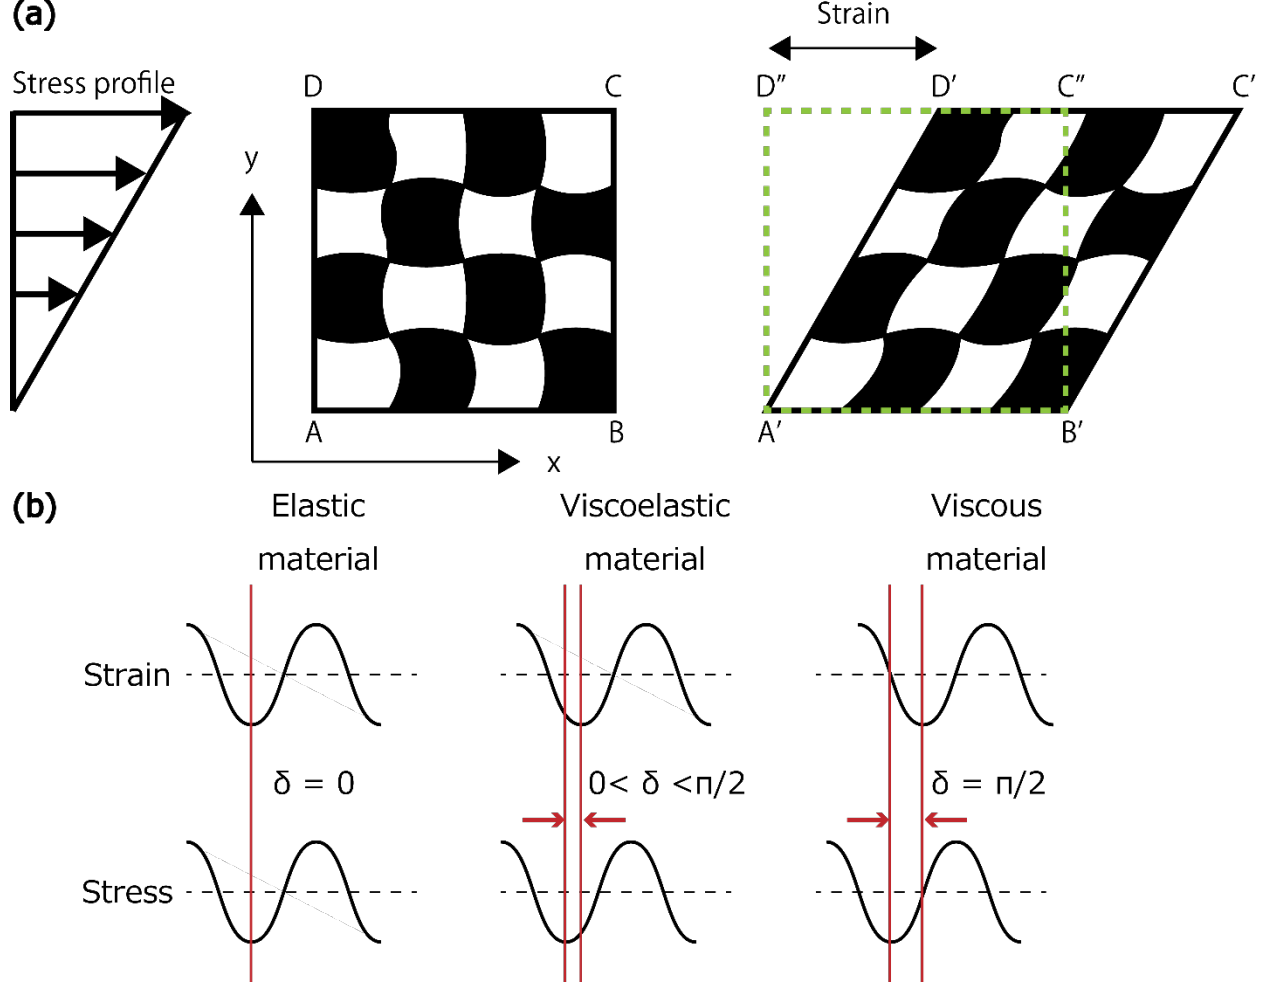 (a)
Strain
Stress profile
D C D″ D′ C″ C′
y
A B A′ B′
x
(b)
Elastic material
Viscoelastic material
Viscous material
Strain
δ = 0
0< δ <π/2
δ = π/2
Stress